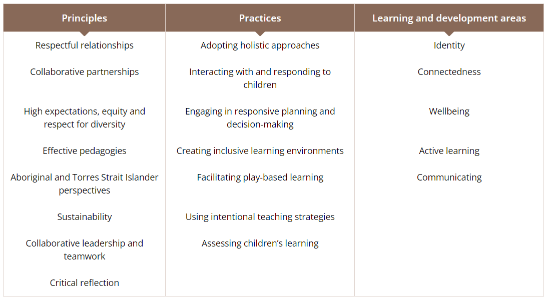 Principles
Practices
Learning and development areas
Respectful relationships
Adopting holistic approaches
Identity
Collaborative partnerships
Interacting with and responding to
children
Connectedness
High expectations, equity and
respect for diversity
Engaging in responsive planning and
decision-making
Wellbeing
Effective pedagogies
Creating inclusive learning environments
Active learning
Aboriginal and Torres Strait Islander
perspectives
Facilitating play-based learning
Communicating
Sustainability
Using intentional teaching strategies
Collaborative leadership and
teamwork
Assessing children's learning
Critical reflection